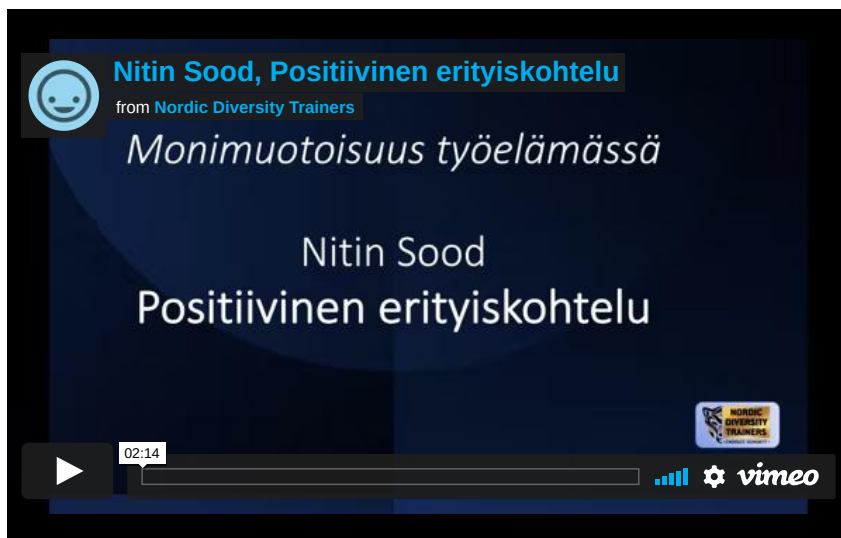 Nitin Sood, Positiivinen erityiskohtelu
from Nordic Diversity Trainers
Monimuotoisuus työelämässä
Nitin Sood
Positiivinen erityiskohtelu
NORDIC
DIVERSITY
TRAINERS
02:14
vimeo